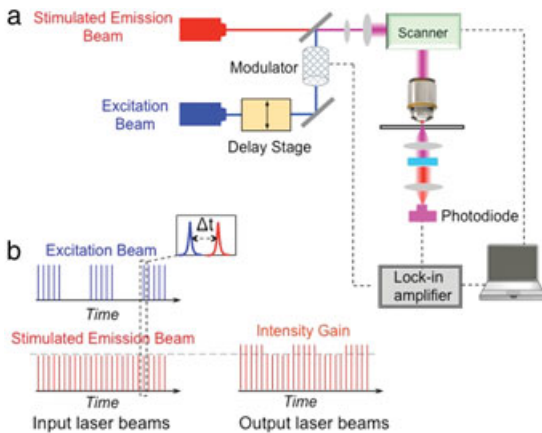 a
Stimulated Emission
Beam
Scanner
Modulator
Excitation
Beam
Delay Stage
Photodiode
Δt
b
Excitation Beam
Lock-in
amplifier
Time
Stimulated Emission Beam
Intensity Gain
Time
Time
Input laser beams
Output laser beams